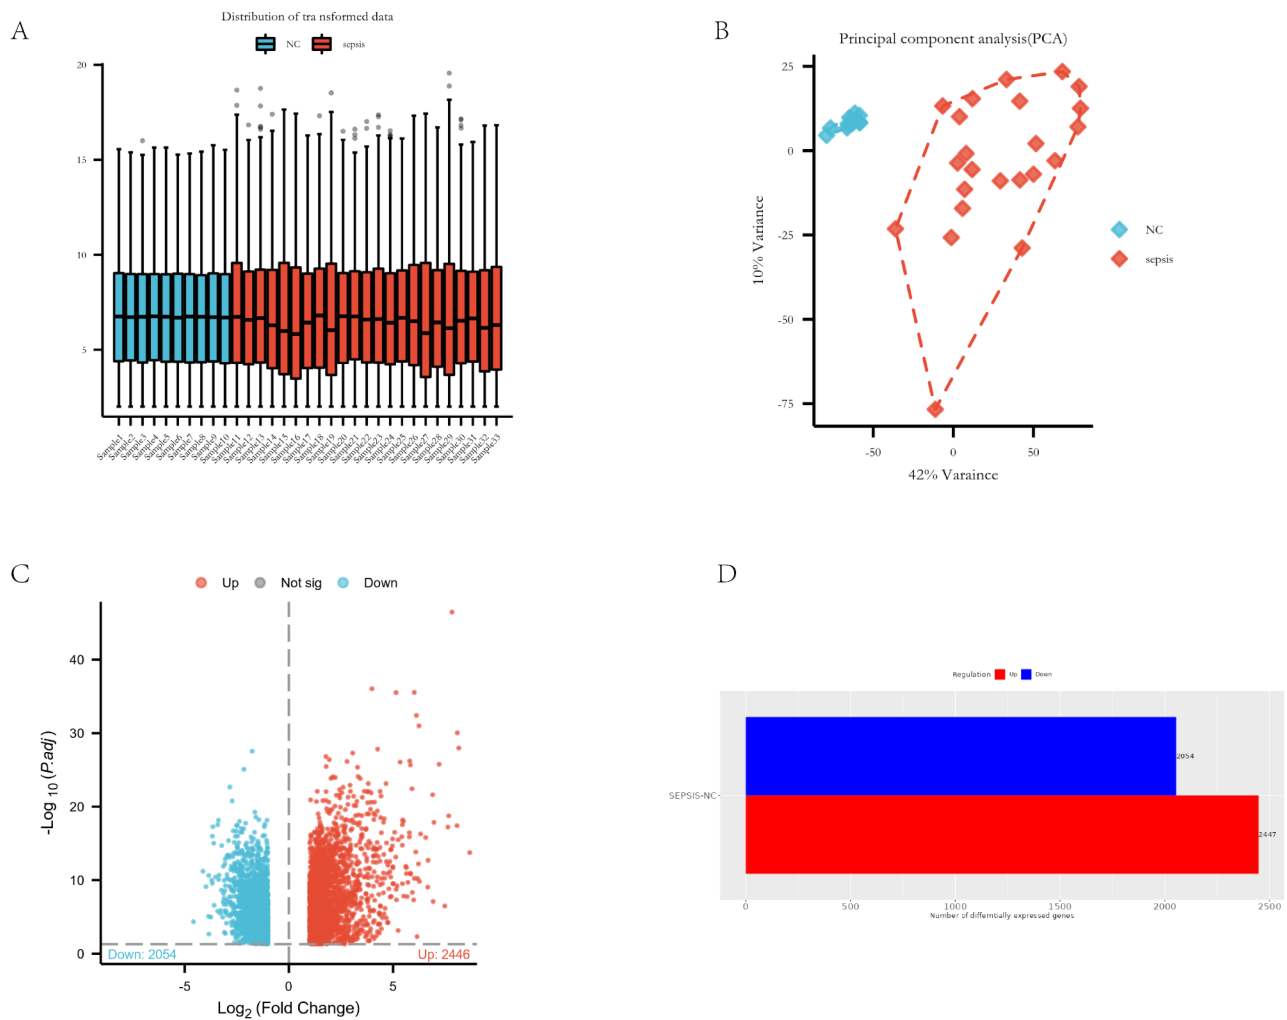 A
Distribution of tra nsformed data
NC
sepsis
20
15
10
5
Sample1
Sample2
Sample3
Sample4
Sample5
Sample6
Sample7
Sample8
Sample9
Sample10
Sample11
Sample12
Sample13
Sample14
Sample15
Sample16
Sample17
Sample18
Sample19
Sample20
Sample21
Sample22
Sample23
Sample24
Sample25
Sample26
Sample27
Sample28
Sample29
Sample30
Sample31
Sample32
Sample33
B
Principal component analysis(PCA)
10% Variance
25
0
-25
-50
-75
-50
0
50
42% Varaince
NC
sepsis
C
Up
Not sig
Down
-Log 10 (P.adj)
40
30
20
10
0
Down: 2054
Up: 2446
-5
0
5
Log2 (Fold Change)
D
Regulation Up Down
2054
SEPSIS-NC
2447
0
500
1000
1500
2000
2500
Number of differntially expressed genes